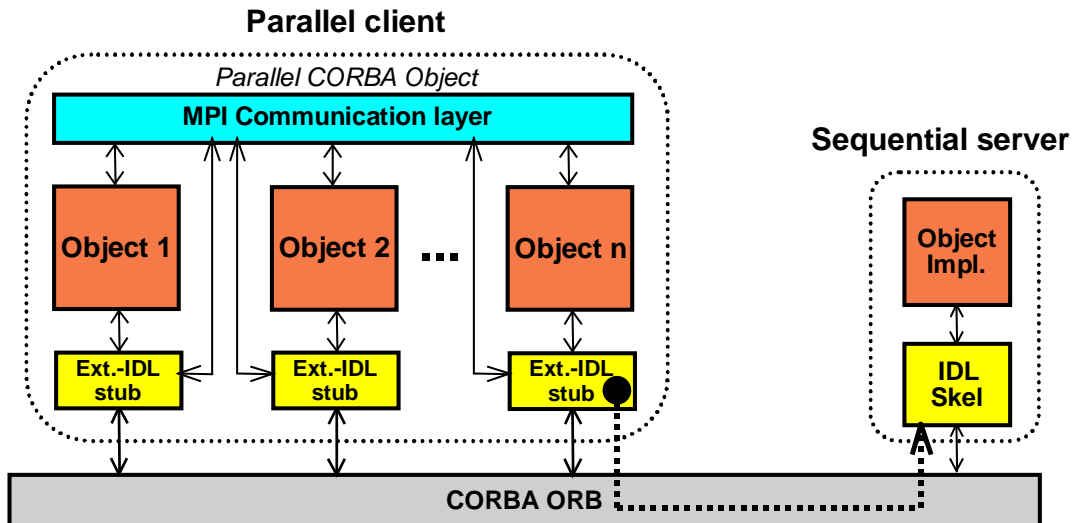 Parallel client
Parallel CORBA Object
MPI Communication layer
Sequential server
Object 1
Object 2
...
Object n
Object
Impl.
Ext.-IDL
stub
Ext.-IDL
stub
Ext.-IDL
stub
IDL
Skel
CORBA ORB